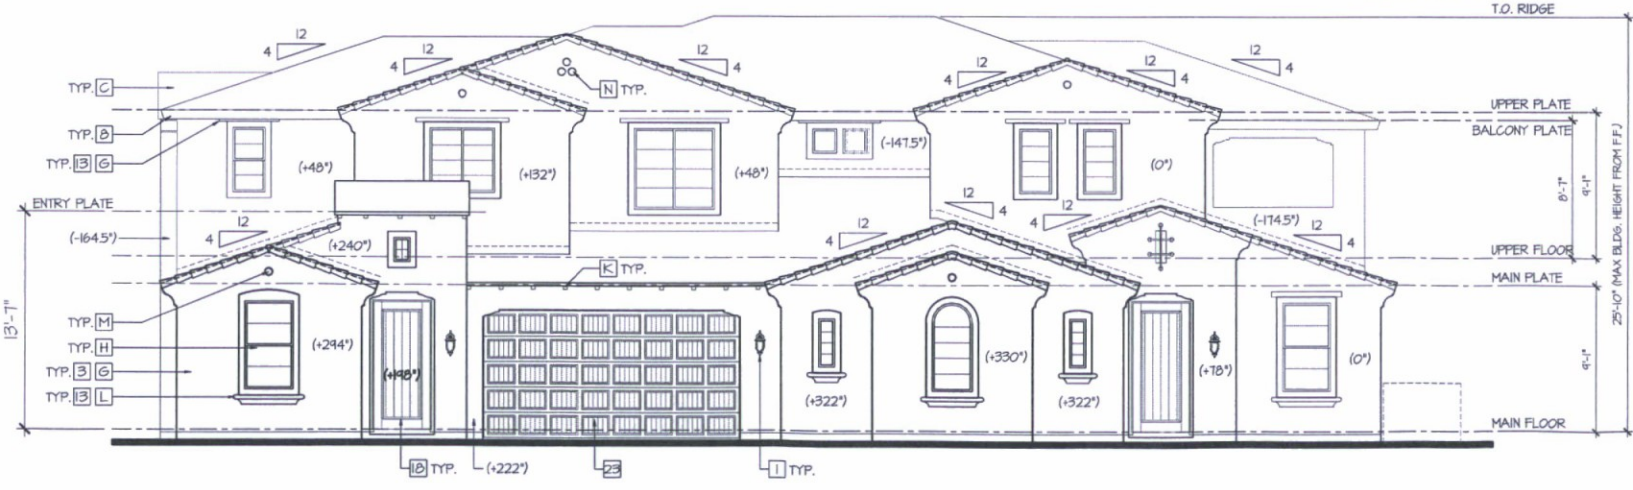 T.O. RIDGE
12
4
12
4
12
4
12
4
12
4
12
4
TYP. C
N TYP.
UPPER PLATE
TYP. B
BALCONY PLATE
TYP. 13 G
(+48")
(+132")
(+48")
(-147.5")
(0")
8'-7"
9'-1"
25'-10" (MAX BLDG. HEIGHT FROM F.F.)
ENTRY PLATE
12
4
12
4
12
4
12
4
12
4
(-164.5")
(+240")
(-174.5")
UPPER FLOOR
K TYP.
MAIN PLATE
13'-7"
TYP. M
TYP. H
(+294")
(+330")
(+78")
(0")
9'-1"
TYP. 3 G
(+198")
TYP. 13 L
(+322")
(+322")
MAIN FLOOR
18 TYP.
(+222")
23
I TYP.